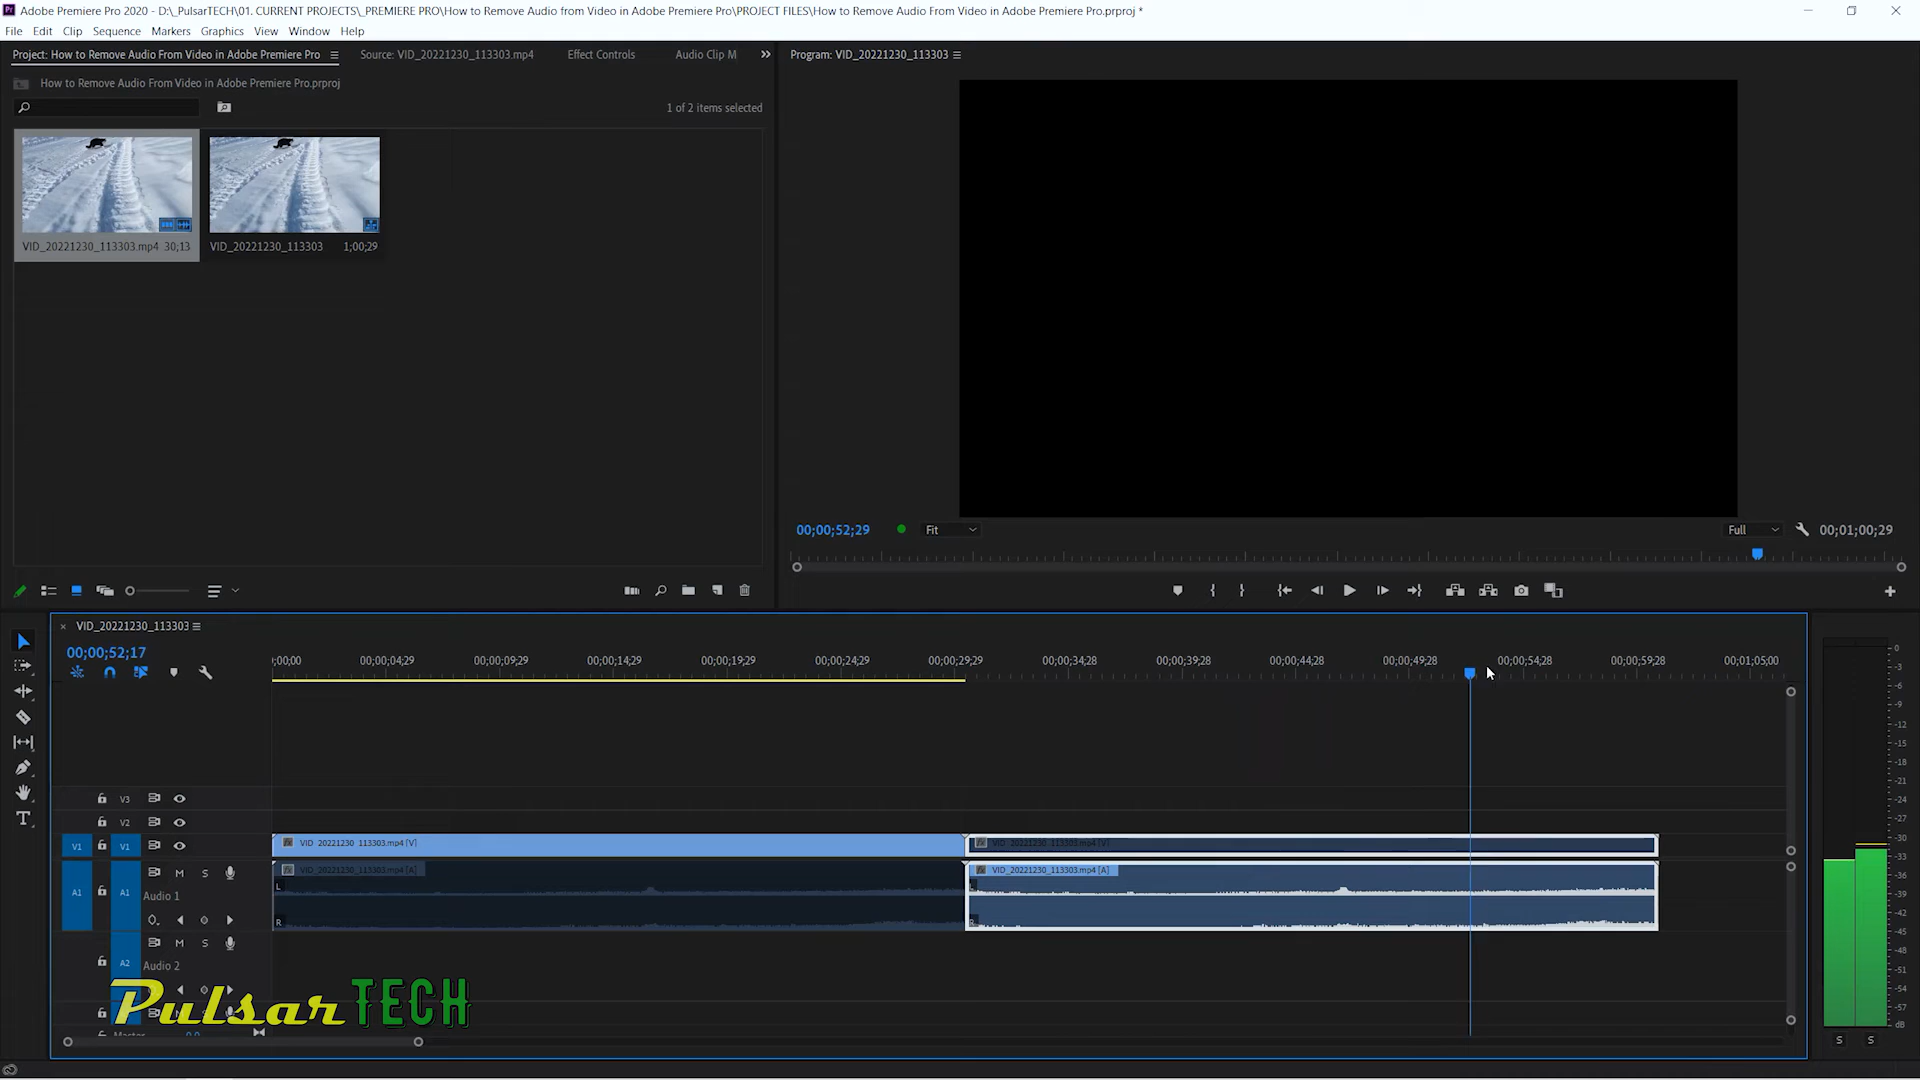 Adobe Premiere Pro 2020 - D:\_PulsarTECH\01. CURRENT PROJECTS\_PREMIERE PRO\How to Remove Audio from Video in Adobe Premiere Pro\PROJECT FILES\How to Remove Audio From Video in Adobe Premiere Pro.prproj *
File Edit Clip Sequence Markers Graphics View Window Help
Project: How to Remove Audio From Video in Adobe Premiere Pro Source: VID_20221230_113303.mp4 Effect Controls Audio Clip M Program: VID_20221230_113303
How to Remove Audio From Video in Adobe Premiere Pro.prproj
1 of 2 items selected
VID_20221230_113303.mp4 30;13 VID_20221230_113303 1;00;29
00;00;52;29 Fit Full 00;01;00;29
VID_20221230_113303
00;00;52;17
;00;00 00;00;04;29 00;00;09;29 00;00;14;29 00;00;19;29 00;00;24;29 00;00;29;29 00;00;34;28 00;00;39;28 00;00;44;28 00;00;49;28 00;00;54;28 00;00;59;28 00;01;05;00
V3
V2
V1 V1 VID_20221230_113303.mp4 [V] VID_20221230_113303.mp4 [V]
M S VID_20221230_113303.mp4 [A] VID_20221230_113303.mp4 [A]
L L
A1 A1 Audio 1
R R
M S
A2 Audio 2
PulsarTECH
Master 0.0
0
-3
-6
-9
-12
-15
-18
-21
-24
-27
-30
-33
-36
-39
-42
-45
-48
-51
-54
-57
dB
S S